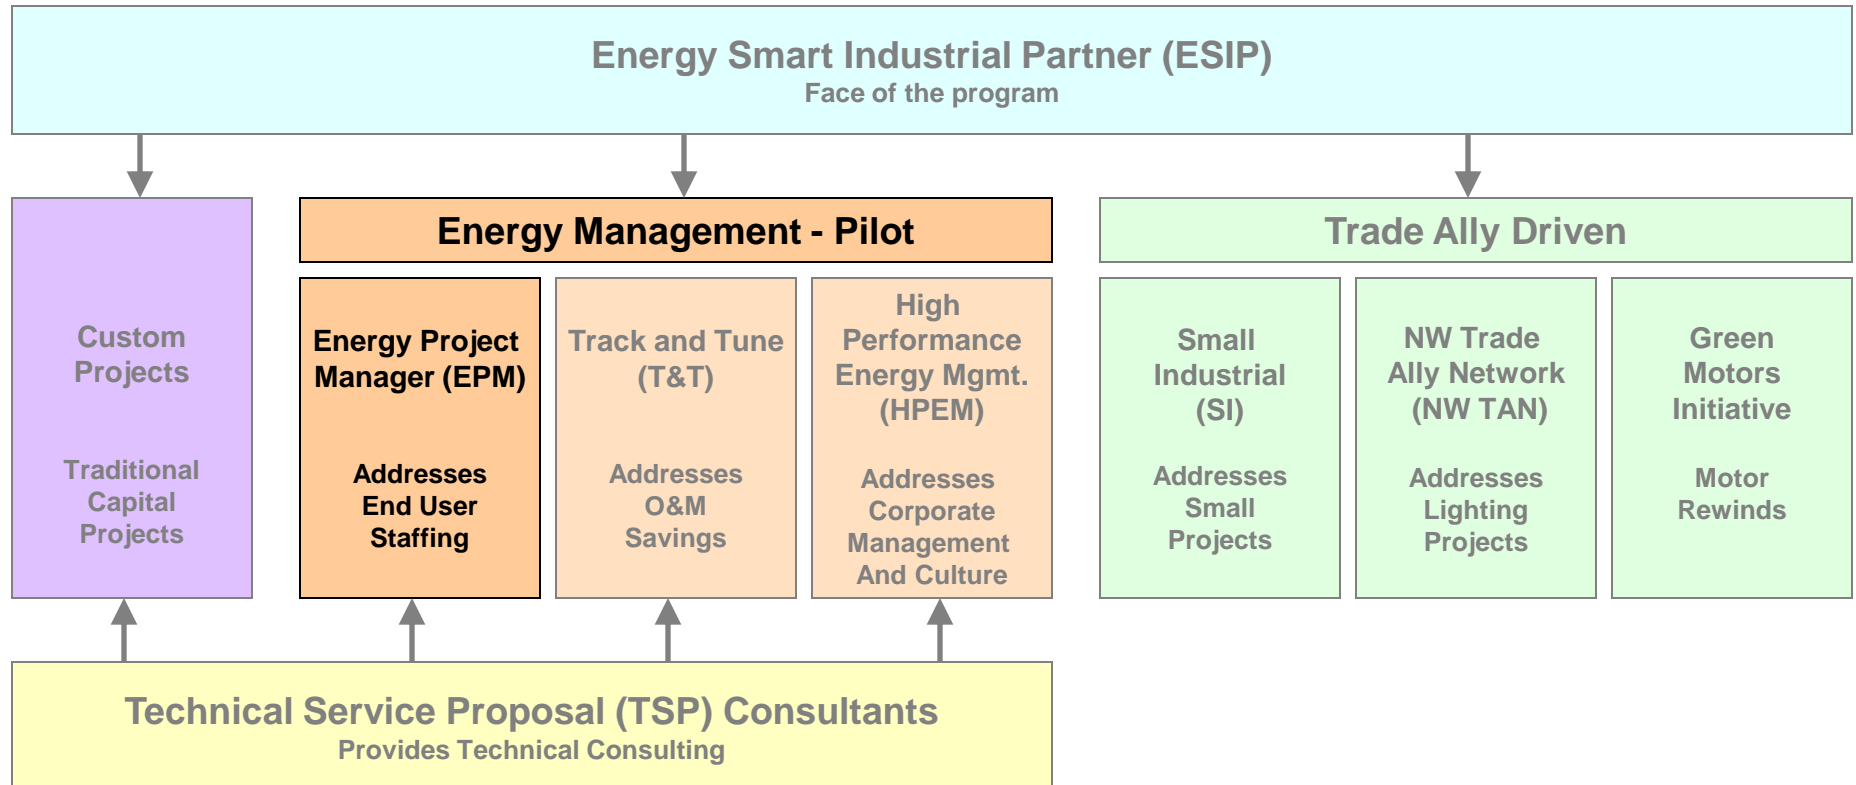 Energy Smart Industrial Partner (ESIP)
Face of the program
Custom
Projects
Traditional
Capital
Projects
Energy Management - Pilot
Energy Project
Manager (EPM)
Addresses
End User
Staffing
Track and Tune
(T&T)
Addresses
O&M
Savings
High
Performance
Energy Mgmt.
(HPEM)
Addresses
Corporate
Management
And Culture
Trade Ally Driven
Small
Industrial
(SI)
Addresses
Small
Projects
NW Trade
Ally Network
(NW TAN)
Addresses
Lighting
Projects
Green
Motors
Initiative
Motor
Rewinds
Technical Service Proposal (TSP) Consultants
Provides Technical Consulting